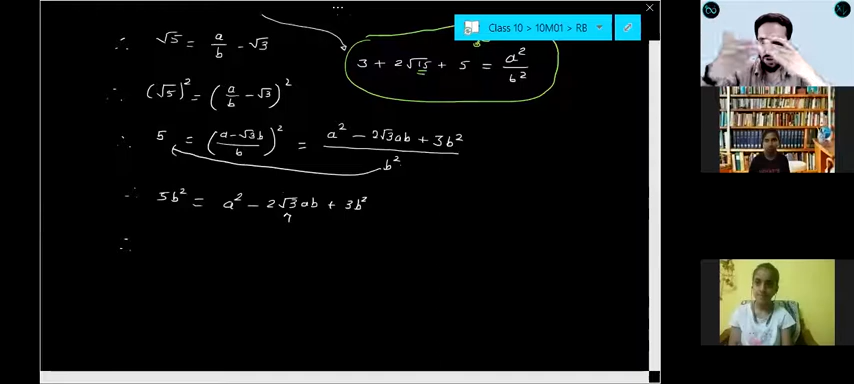 Class 10 > 10M01 > RB
∴ √5 = a/b - √3
3 + 2√15 + 5 = a²/b²
∴ (√5)² = (a/b - √3)²
∴ 5 = ((a-√3b)/b)² = (a² - 2√3ab + 3b²)/b²
∴ 5b² = a² - 2√3ab + 3b²
∴